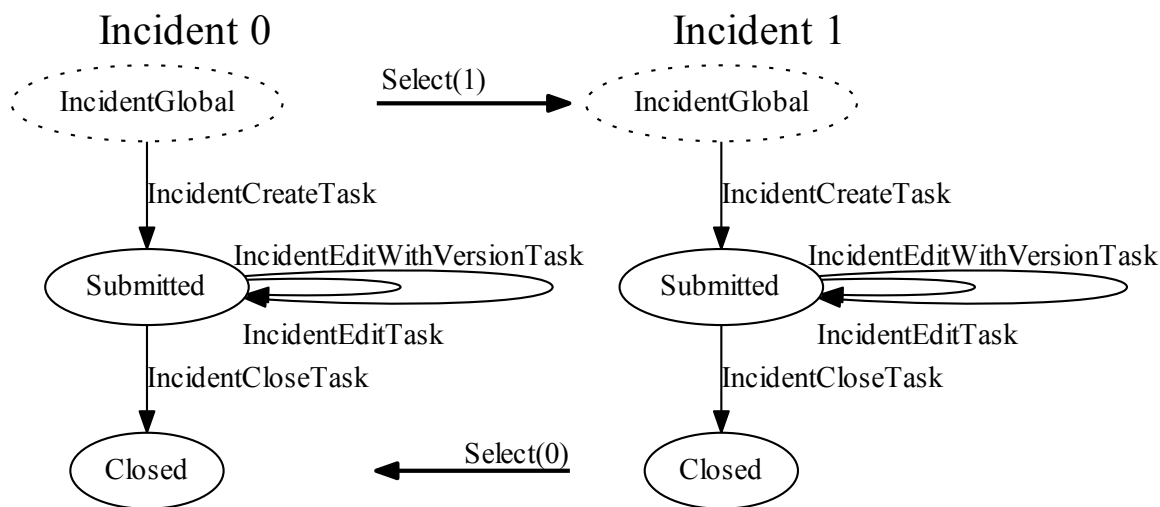 Incident 0
Incident 1
IncidentGlobal
Select(1)
IncidentGlobal
IncidentCreateTask
IncidentCreateTask
IncidentEditWithVersionTask
IncidentEditWithVersionTask
Submitted
Submitted
IncidentEditTask
IncidentEditTask
IncidentCloseTask
IncidentCloseTask
Closed
Select(0)
Closed